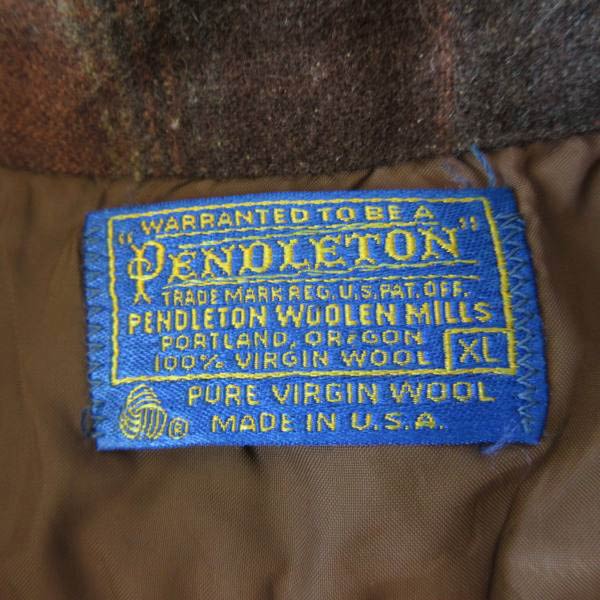 WARRANTED TO BE A
"PENDLETON"
TRADE MARK REG. U.S. PAT. OFF.
PENDLETON WOOLEN MILLS
PORTLAND, OREGON
100% VIRGIN WOOL XL
PURE VIRGIN WOOL
® MADE IN U.S.A.